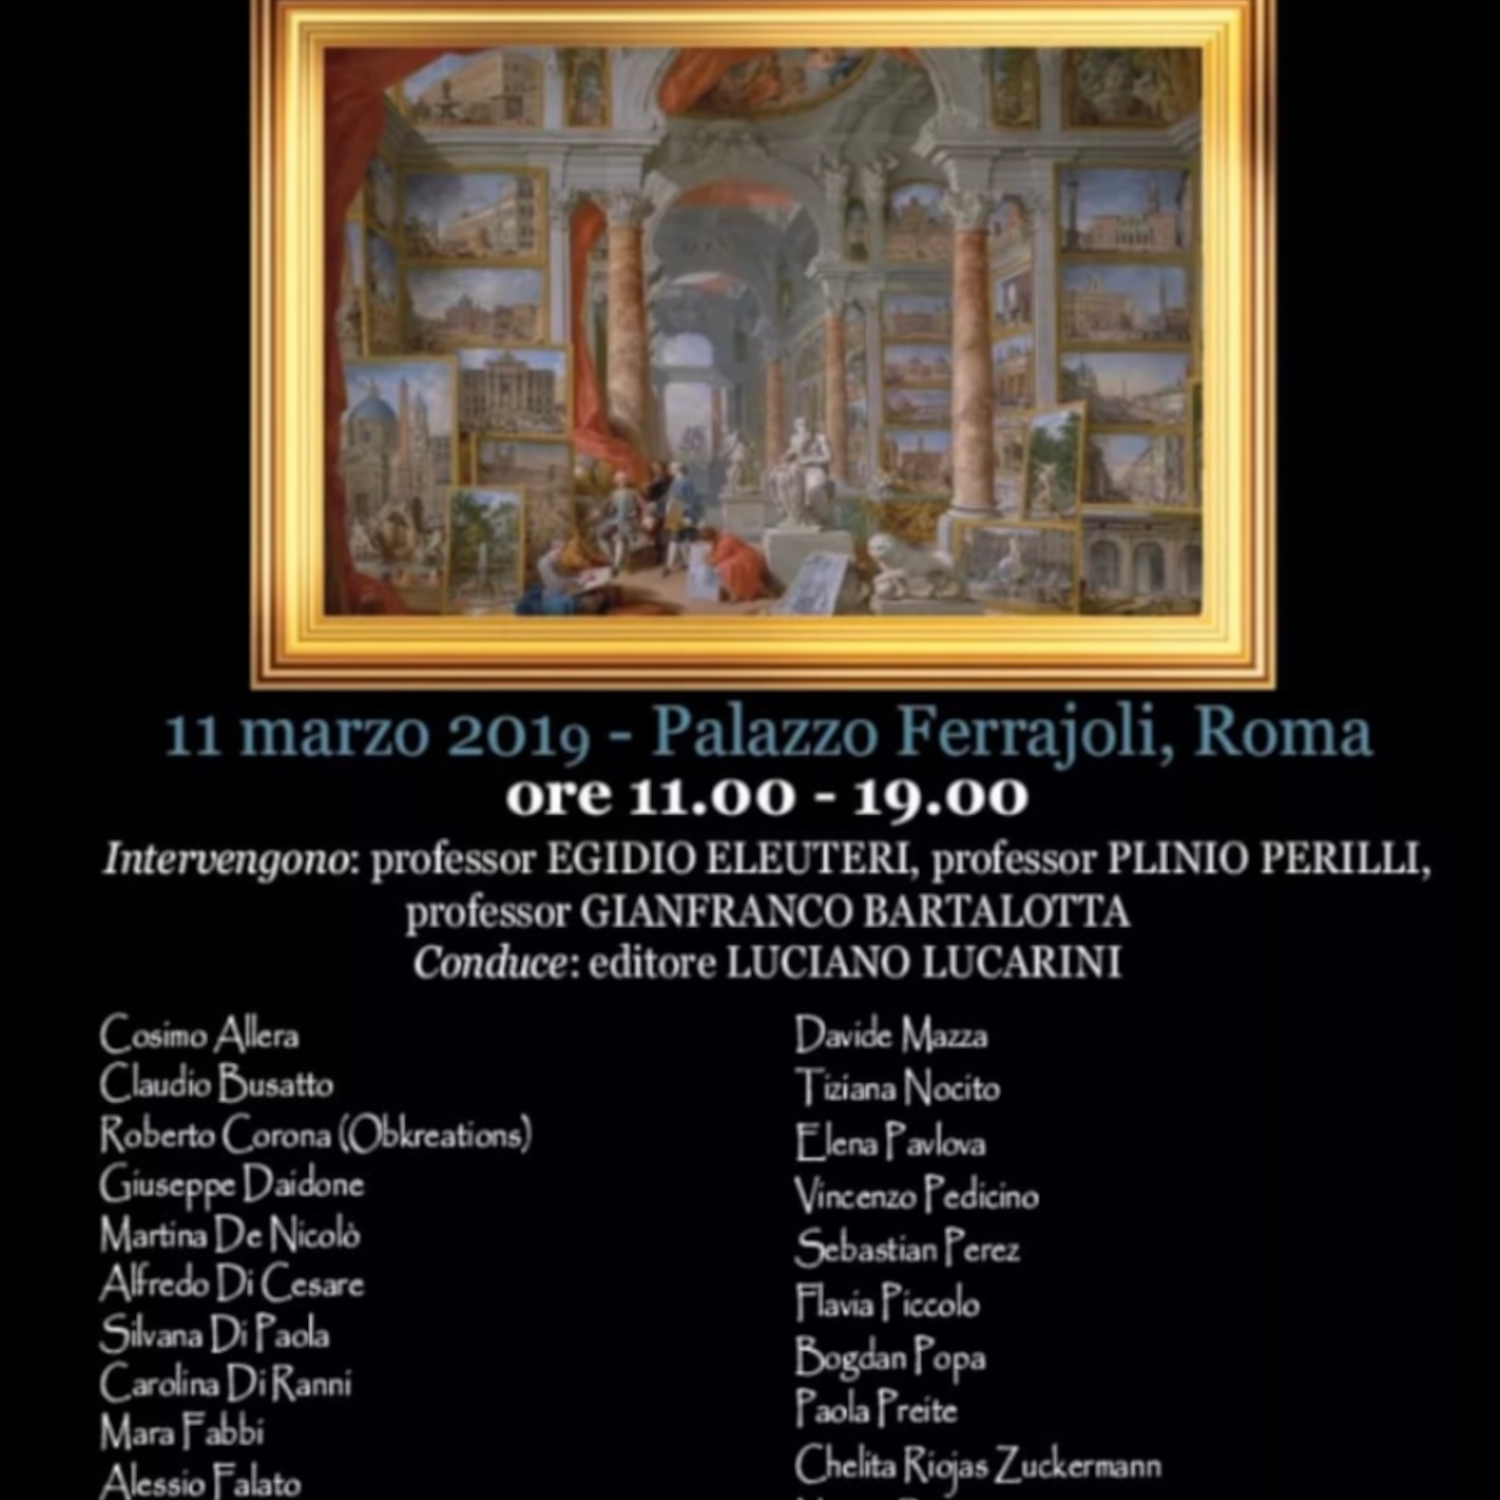 11 marzo 2019 - Palazzo Ferrajoli, Roma
ore 11.00 - 19.00
Intervengono: professor EGIDIO ELEUTERI, professor PLINIO PERILLI,
professor GIANFRANCO BARTALOTTA
Conduce: editore LUCIANO LUCARINI
Cosimo Allera
Claudio Busatto
Roberto Corona (Obkreations)
Giuseppe Daidone
Martina De Nicolò
Alfredo Di Cesare
Silvana Di Paola
Carolina Di Ranni
Mara Fabbi
Alessio Falato
Davide Mazza
Tiziana Nocito
Elena Pavlova
Vincenzo Pedicino
Sebastian Perez
Flavia Piccolo
Bogdan Popa
Paola Preite
Chelita Riojas Zuckermann